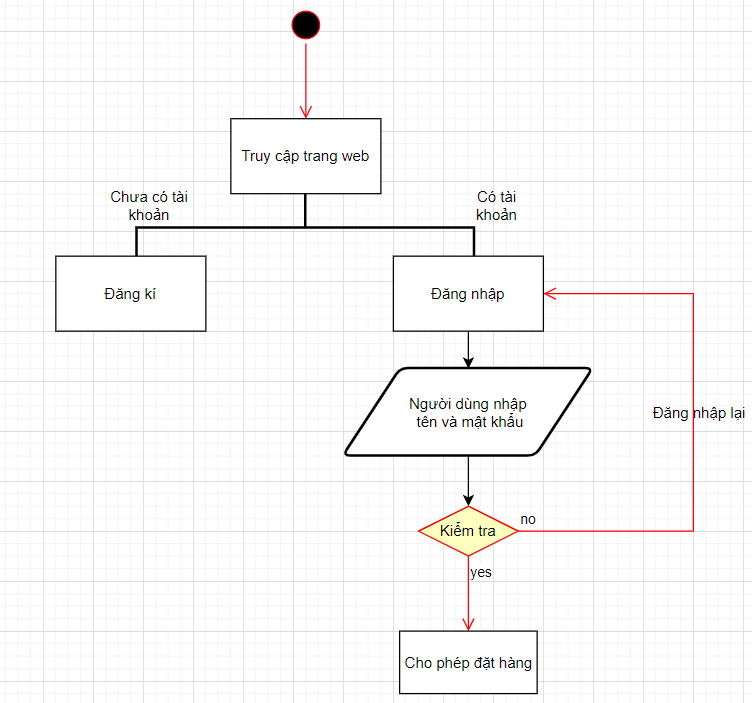 Truy cập trang web
Chưa có tài
khoản
Có tài
khoản
Đăng kí
Đăng nhập
Người dùng nhập
tên và mật khẩu
Đăng nhập lại
Kiểm tra
no
yes
Cho phép đặt hàng